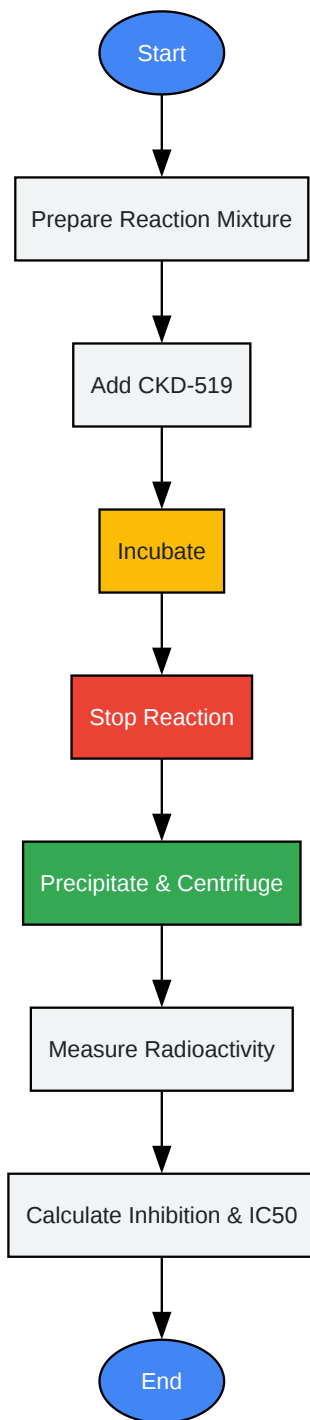 Start
Prepare Reaction Mixture
Add CKD-519
Incubate
Stop Reaction
Precipitate & Centrifuge
Measure Radioactivity
Calculate Inhibition & IC50
End